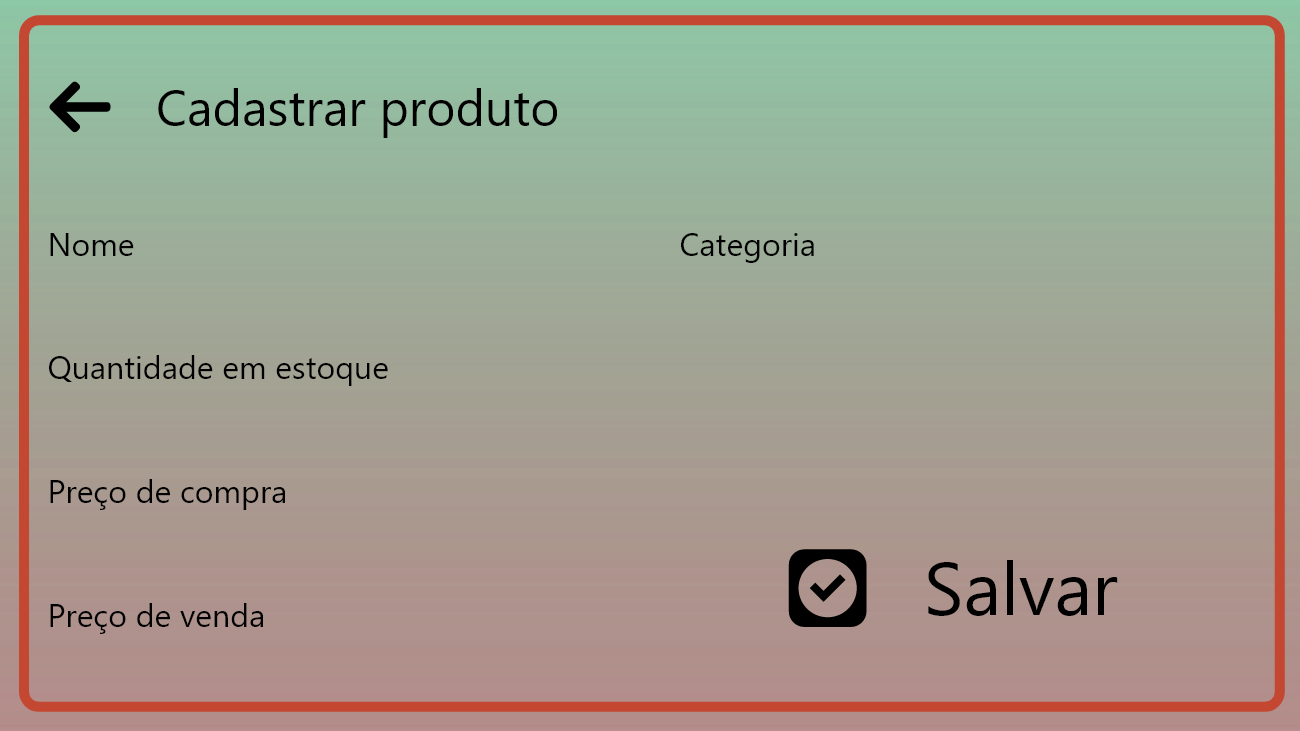 Cadastrar produto
Nome
Categoria
Quantidade em estoque
Preço de compra
Preço de venda
Salvar